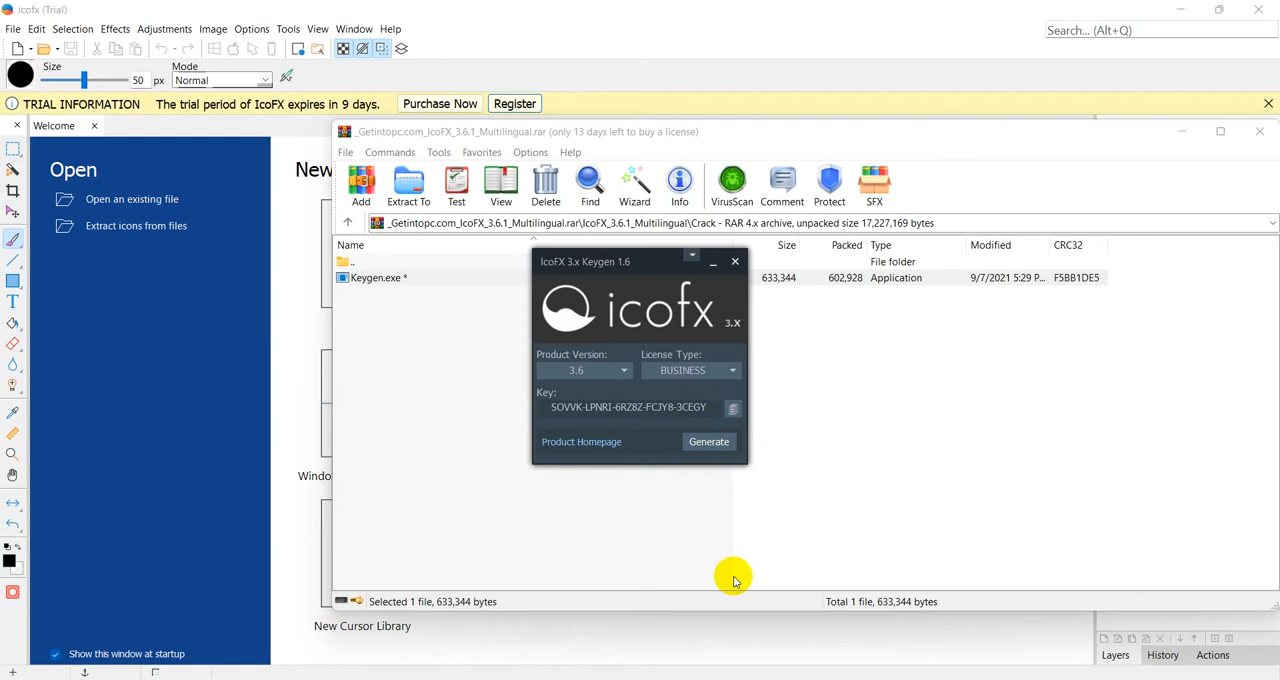 icofx (Trial)
File Edit Selection Effects Adjustments Image Options Tools View Window Help
Search... (Alt+Q)
Size 50 px Mode Normal
TRIAL INFORMATION The trial period of IcoFX expires in 9 days. Purchase Now Register
Welcome
_Getintopc.com_IcoFX_3.6.1_Multilingual.rar (only 13 days left to buy a license)
File Commands Tools Favorites Options Help
Add Extract To Test View Delete Find Wizard Info VirusScan Comment Protect SFX
_Getintopc.com_IcoFX_3.6.1_Multilingual.rar\IcoFX_3.6.1_Multilingual\Crack - RAR 4.x archive, unpacked size 17,227,169 bytes
Name Size Packed Type Modified CRC32
.. File folder
Keygen.exe * 633,344 602,928 Application 9/7/2021 5:29 P... F5BB1DE5
Open
Open an existing file
Extract icons from files
New
Windo
New Cursor Library
Show this window at startup
IcoFX 3.x Keygen 1.6
icofx 3.x
Product Version: License Type:
3.6 BUSINESS
Key:
SOVVK-LPNRI-6RZ8Z-FCJY8-3CEGY
Product Homepage Generate
Selected 1 file, 633,344 bytes Total 1 file, 633,344 bytes
Layers History Actions